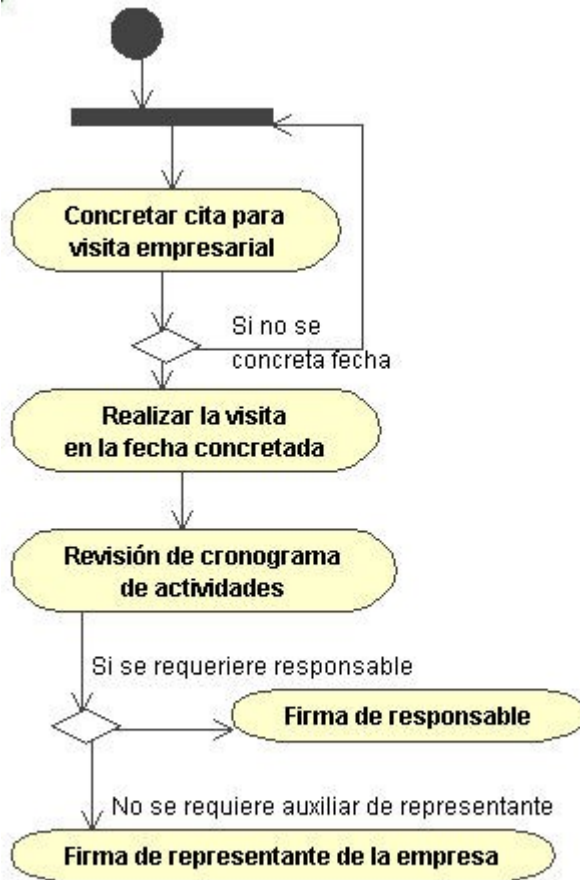 Concretar cita para
visita empresarial
Si no se
concreta fecha
Realizar la visita
en la fecha concretada
Revisión de cronograma
de actividades
Si se requeriere responsable
Firma de responsable
No se requiere auxiliar de representante
Firma de representante de la empresa